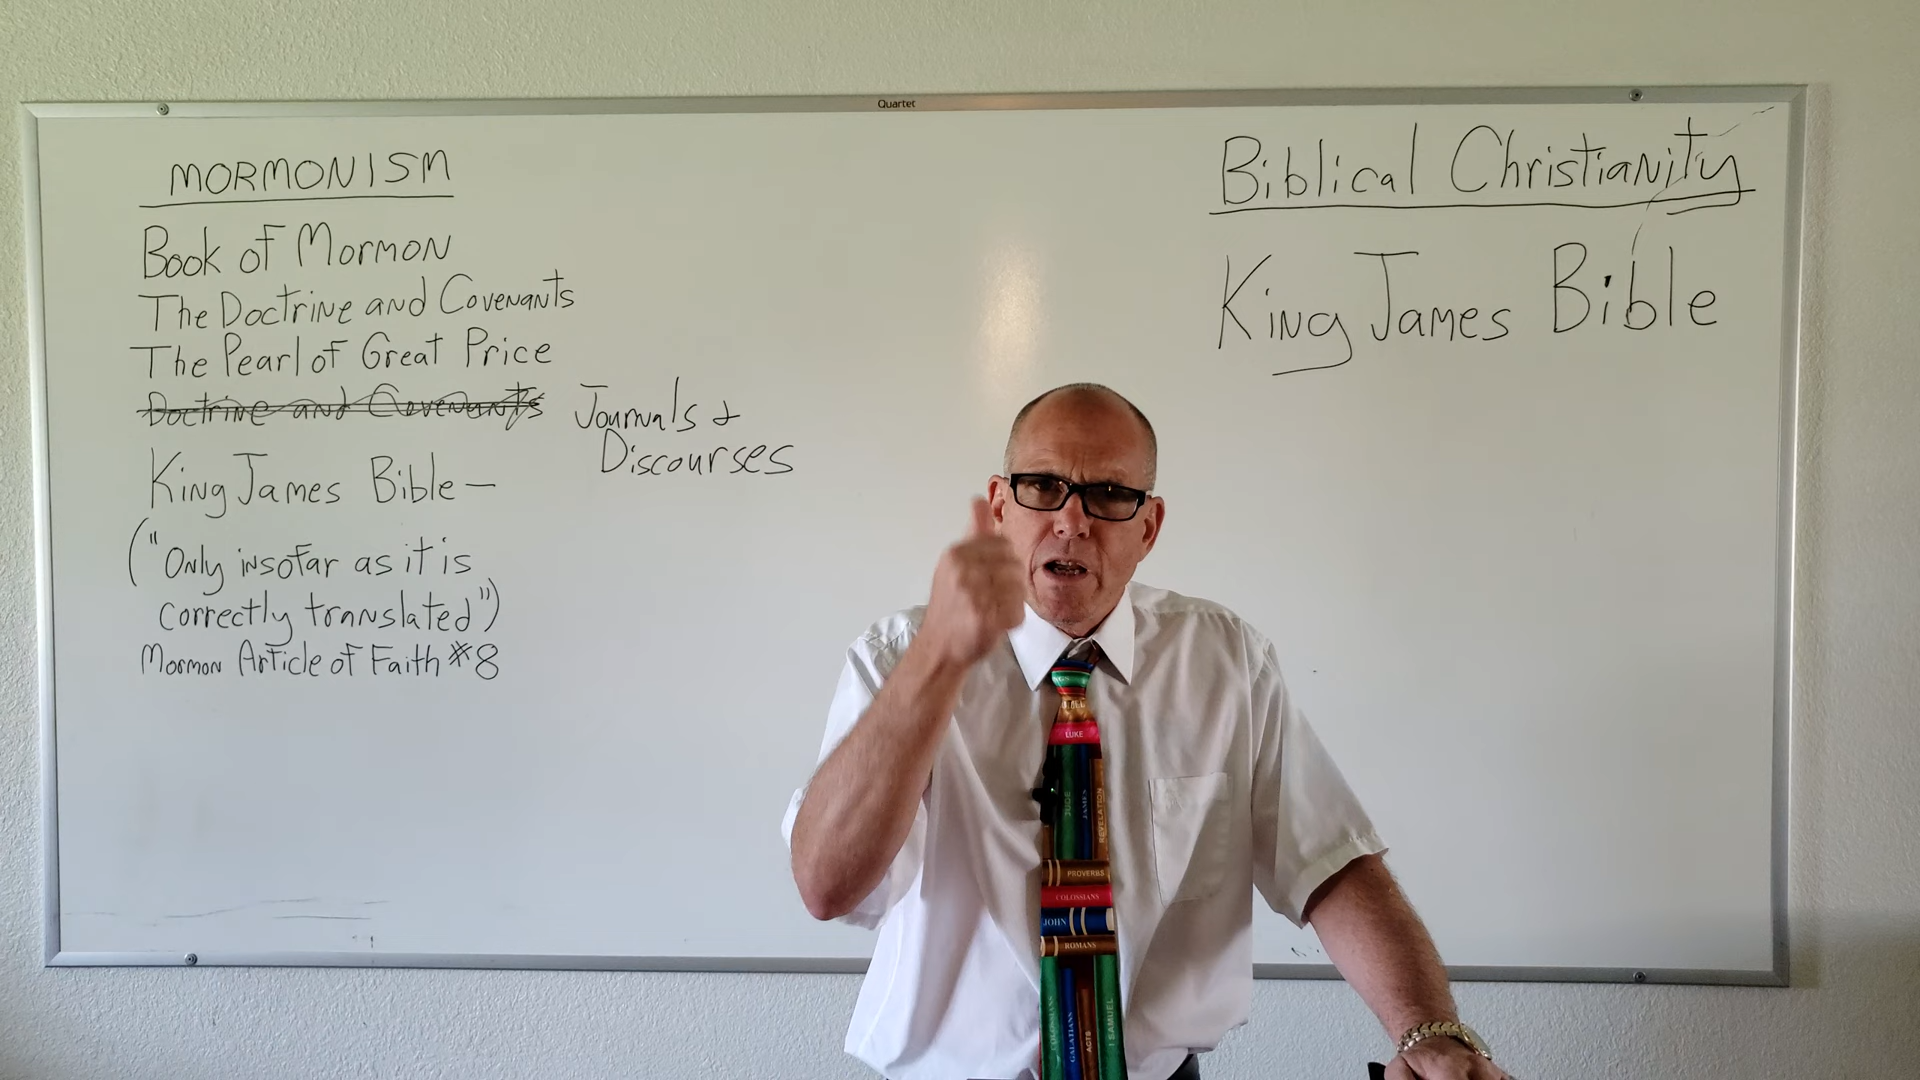 Quartet
MORMONISM
Book of Mormon
The Doctrine and Covenants
The Pearl of Great Price
Doctrine and Covenants
Journals &
Discourses
King James Bible—
("Only insofar as it is
correctly translated")
Mormon Article of Faith #8
Biblical Christianity
King James Bible
LUKE
JUDE
JAMES
REVELATION
PROVERBS
COLOSSIANS
JOHN
ROMANS
COLOSSIANS
GALATIANS
ACTS
I SAMUEL